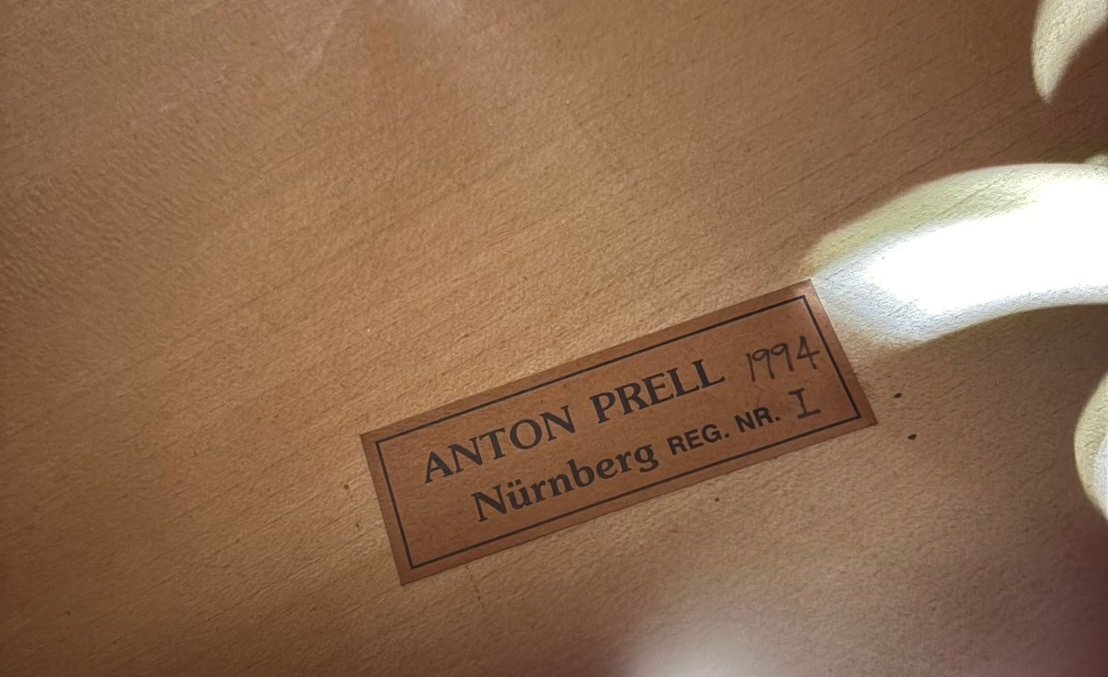 ANTON PRELL 1994
Nürnberg REG. NR. I